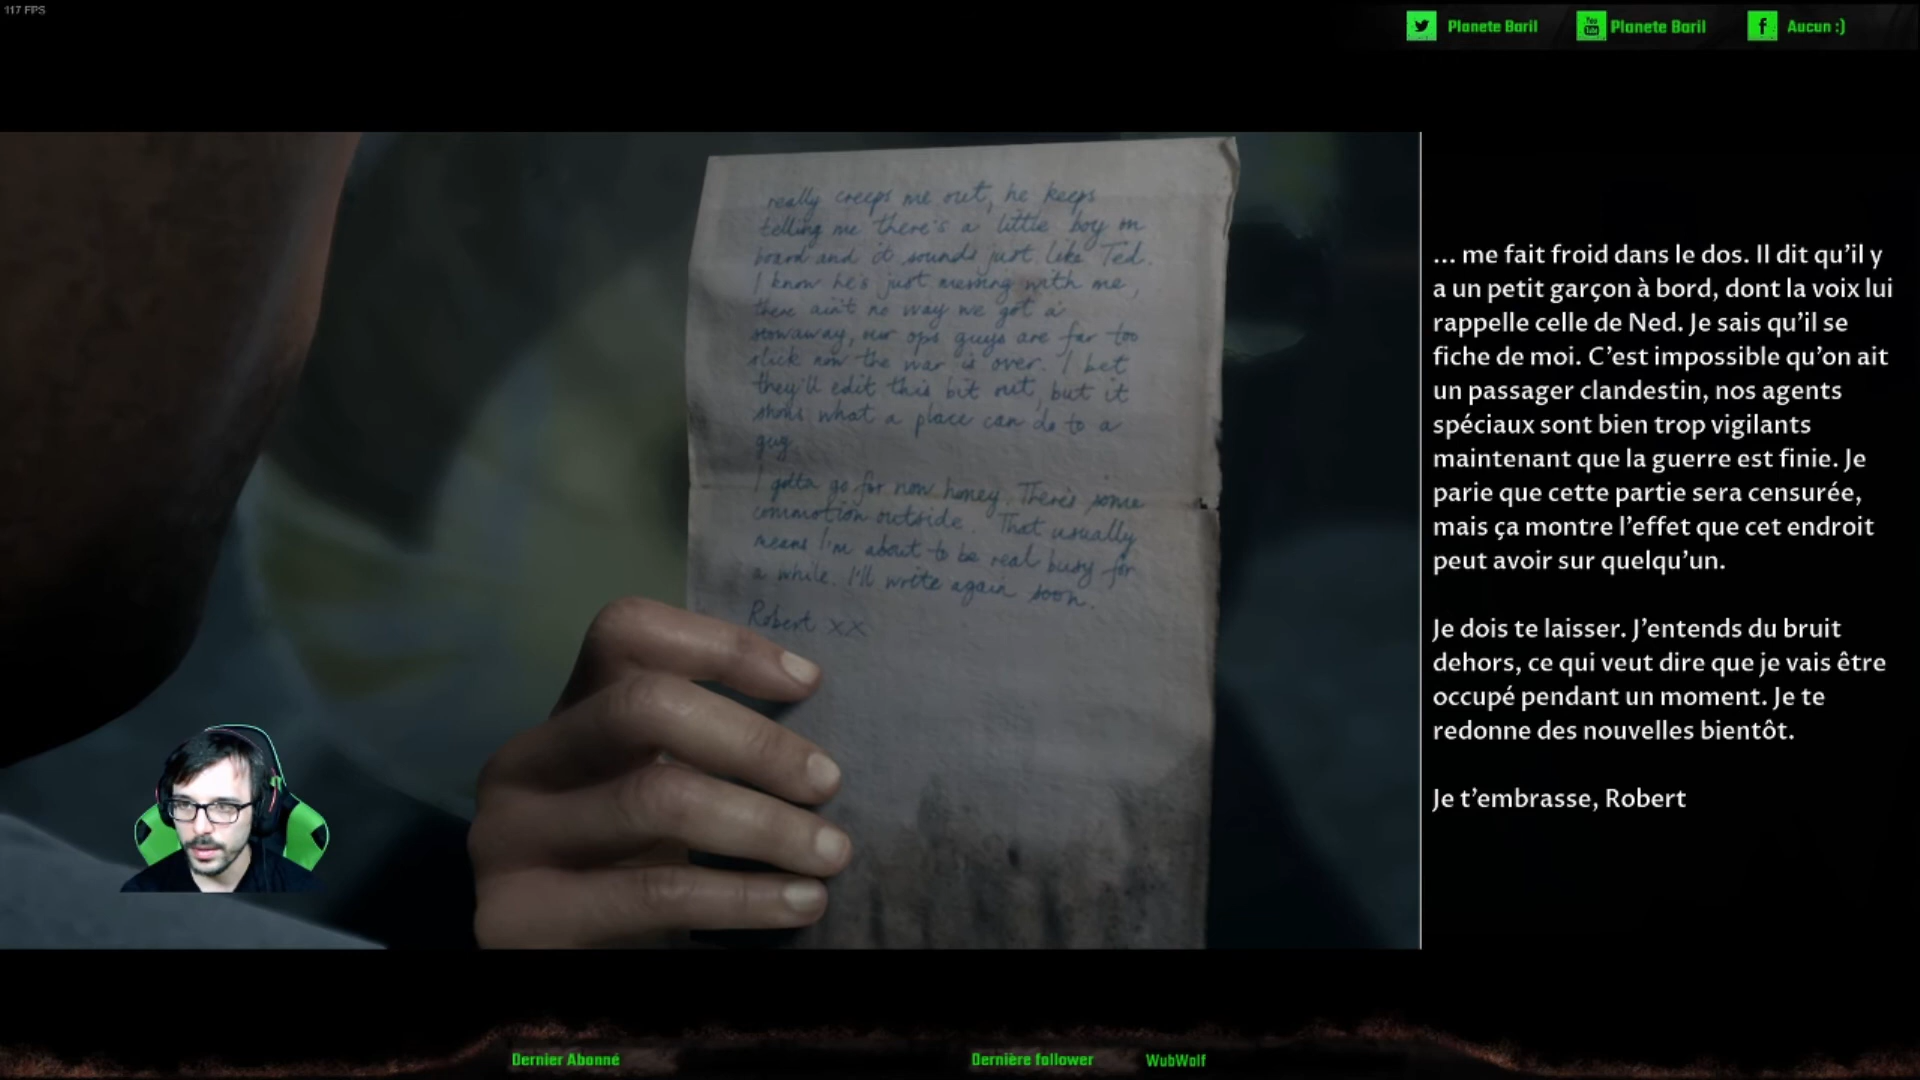 117 FPS
Planete Baril
You Tube
Planete Baril
Aucun :)
really creeps me out, he keeps
telling me there's a little boy on
board and it sounds just like Ted.
I know he's just messing with me,
there ain't no way we got a
stowaway, our ops guys are far too
slick now the war is over. I bet
they'll edit this bit out, but it
shows what a place can do to a
guy.
I gotta go for now honey. There's some
commotion outside. That usually
means I'm about to be real busy for
a while. I'll write again soon.
Robert xx
... me fait froid dans le dos. Il dit qu'il y
a un petit garçon à bord, dont la voix lui
rappelle celle de Ned. Je sais qu'il se
fiche de moi. C'est impossible qu'on ait
un passager clandestin, nos agents
spéciaux sont bien trop vigilants
maintenant que la guerre est finie. Je
parie que cette partie sera censurée,
mais ça montre l'effet que cet endroit
peut avoir sur quelqu'un.
Je dois te laisser. J'entends du bruit
dehors, ce qui veut dire que je vais être
occupé pendant un moment. Je te
redonne des nouvelles bientôt.
Je t'embrasse, Robert
Dernier Abonné
Dernière follower
WubWolf